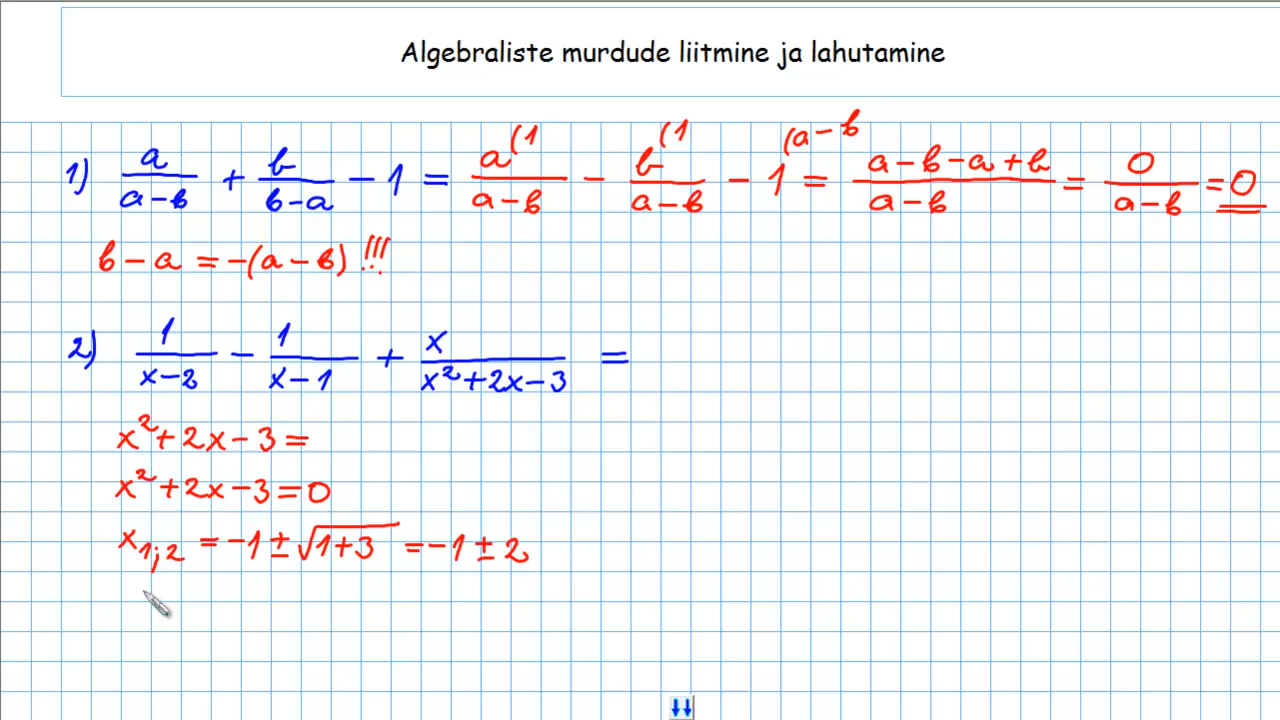 Algebraliste murdude liitmine ja lahutamine
1) a/(a-b) + b/(b-a) - 1 = a(1/(a-b) - b(1/(a-b) - 1(a-b = (a-b-a+b)/(a-b) = 0/(a-b) = 0
b - a = -(a - b) !!!
2) 1/(x-2) - 1/(x-1) + x/(x²+2x-3) =
x²+2x-3=
x²+2x-3=0
x₁;₂ = -1 ± √(1+3) = -1 ± 2